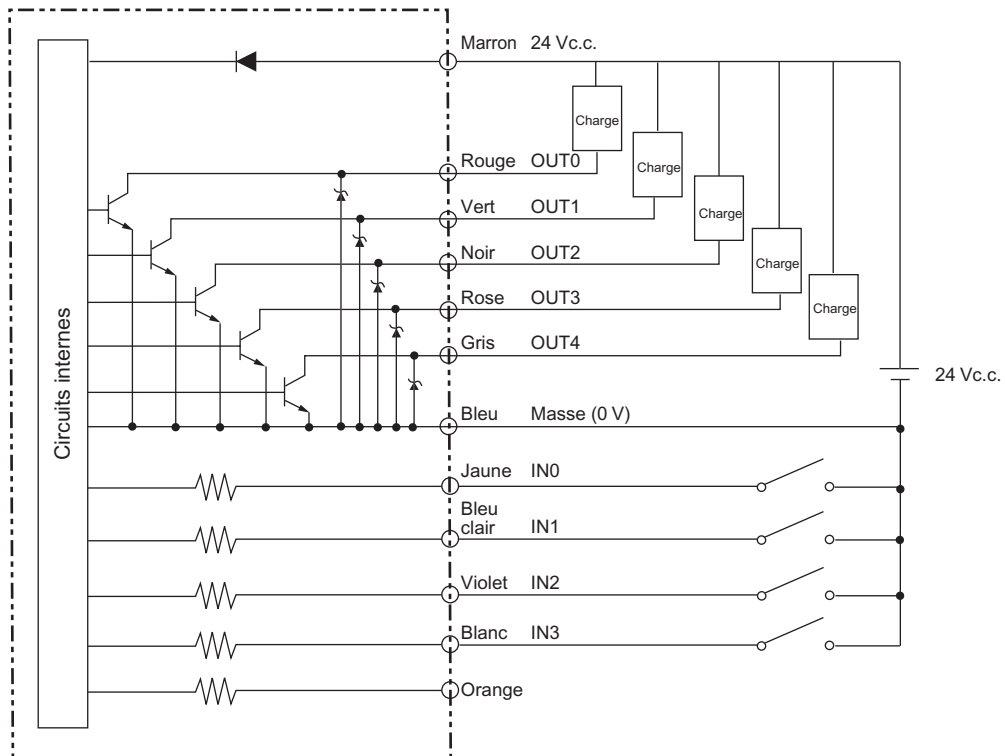 Marron 24 Vc.c.
Charge
Charge
Charge
Charge
Charge
Rouge OUT0
Vert OUT1
Noir OUT2
Rose OUT3
Gris OUT4
24 Vc.c.
Bleu Masse (0 V)
Circuits internes
Jaune IN0
Bleu
clair IN1
Violet IN2
Blanc IN3
Orange